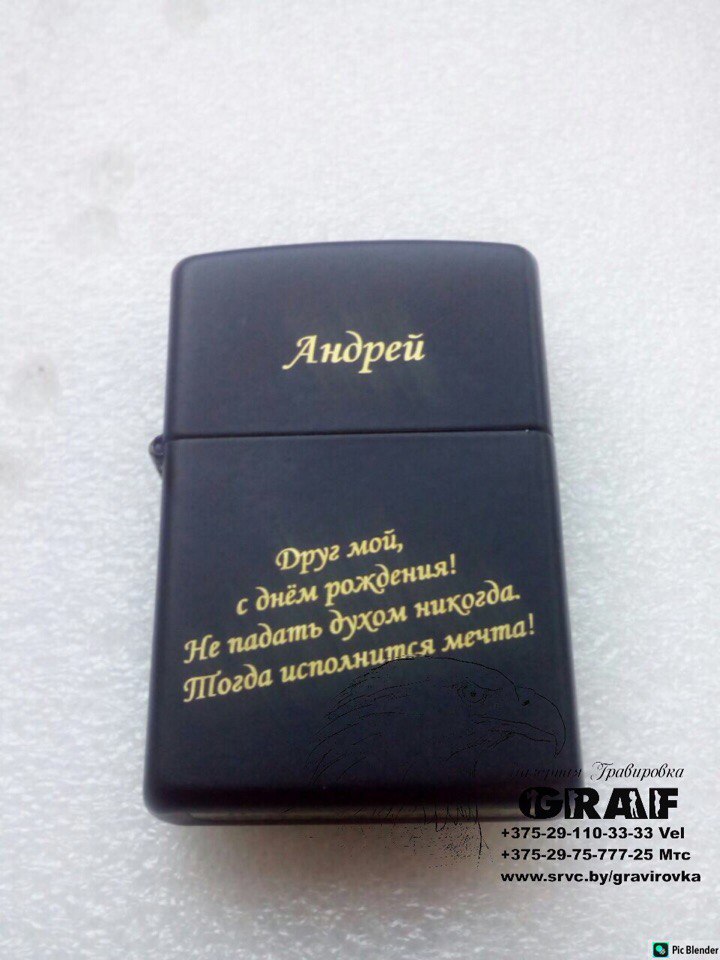 Андрей
Друг мой,
с днём рождения!
Не падать духом никогда.
Тогда исполнится мечта!
Гравировка
GRAF
+375-29-110-33-33 Vel
+375-29-75-777-25 Мтс
www.srvc.by/gravirovka
Pic Blender